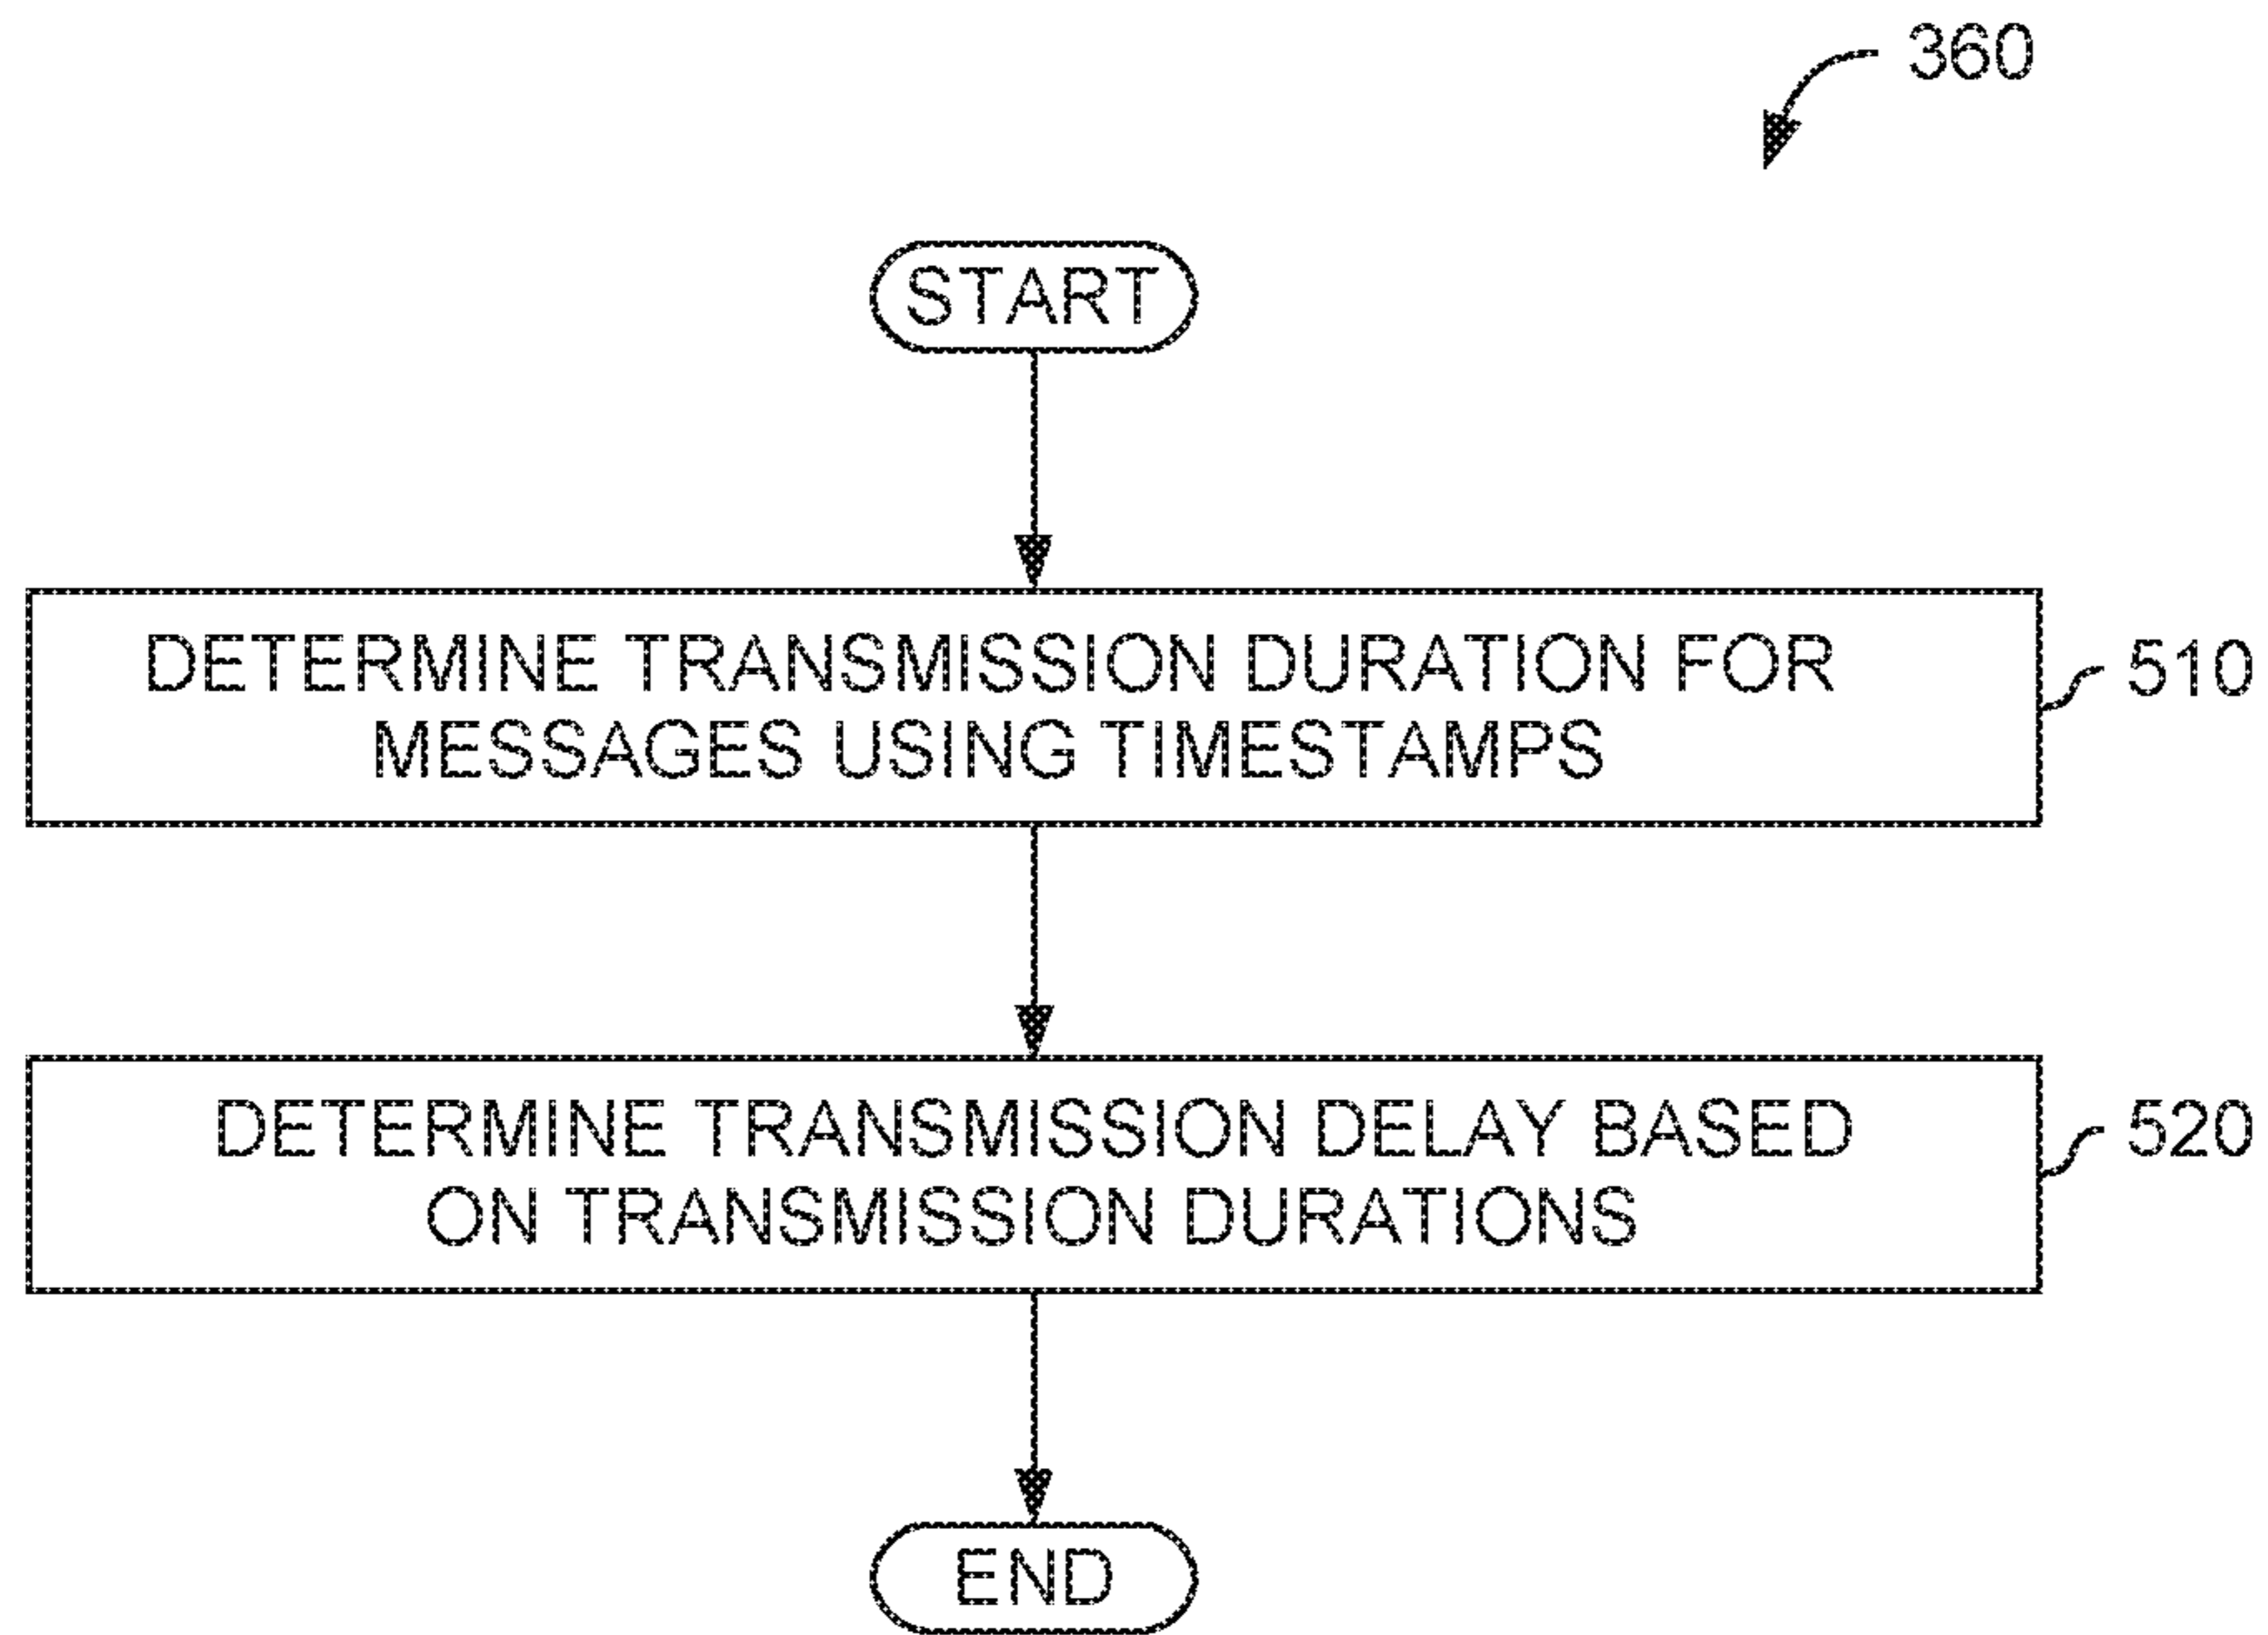 360
START
DETERMINE TRANSMISSION DURATION FOR
MESSAGES USING TIMESTAMPS
510
DETERMINE TRANSMISSION DELAY BASED
ON TRANSMISSION DURATIONS
520
END